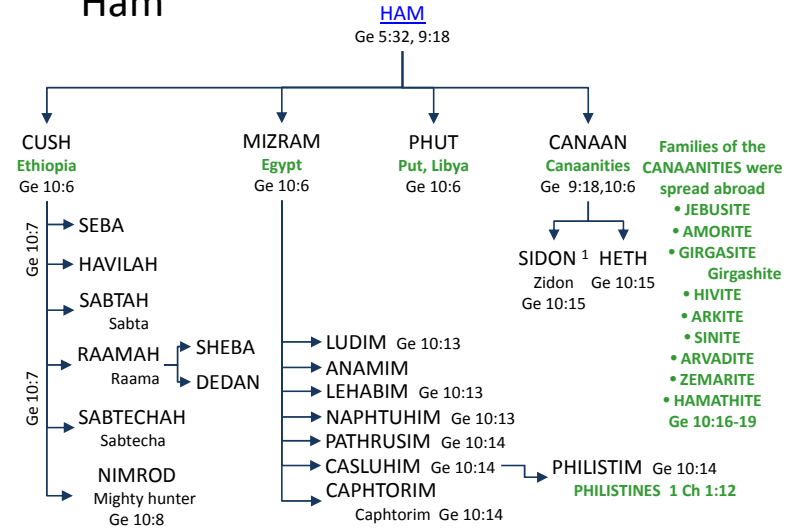 Ham
HAM
Ge 5:32, 9:18
CUSH
Ethiopia
Ge 10:6
MIZRAM
Egypt
Ge 10:6
PHUT
Put, Libya
Ge 10:6
CANAAN
Canaanities
Ge 9:18,10:6
Families of the
CANAANITIES were
spread abroad
• JEBUSITE
• AMORITE
• GIRGASITE
Girgashite
• HIVITE
• ARKITE
• SINITE
• ARVADITE
• ZEMARITE
• HAMATHITE
Ge 10:16-19
Ge 10:7
SEBA
HAVILAH
SABTAH
Sabta
RAAMAH
Raama
SHEBA
DEDAN
Ge 10:7
SABTECHAH
Sabtecha
NIMROD
Mighty hunter
Ge 10:8
LUDIM Ge 10:13
ANAMIM
LEHABIM Ge 10:13
NAPHTUHIM Ge 10:13
PATHRUSIM Ge 10:14
CASLUHIM Ge 10:14
CAPHTORIM
Caphtorim Ge 10:14
PHILISTIM Ge 10:14
PHILISTINES 1 Ch 1:12
SIDON 1
Zidon
Ge 10:15
HETH
Ge 10:15